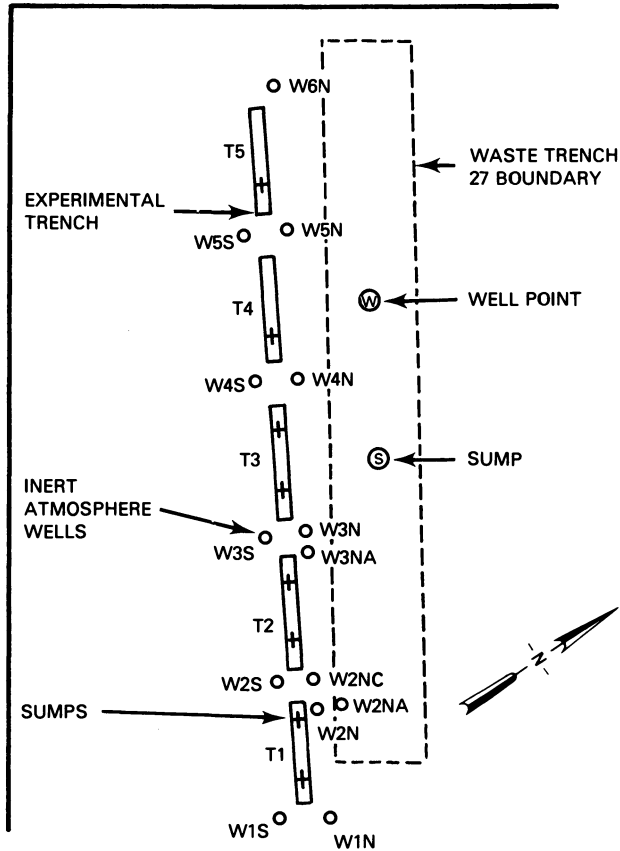 W6N
T5
WASTE TRENCH
27 BOUNDARY
EXPERIMENTAL
TRENCH
W5S
W5N
T4
W
WELL POINT
W4S
W4N
T3
S
SUMP
INERT
ATMOSPHERE
WELLS
W3N
W3S
W3NA
T2
N
W2S
W2NC
W2NA
SUMPS
W2N
T1
W1S
W1N